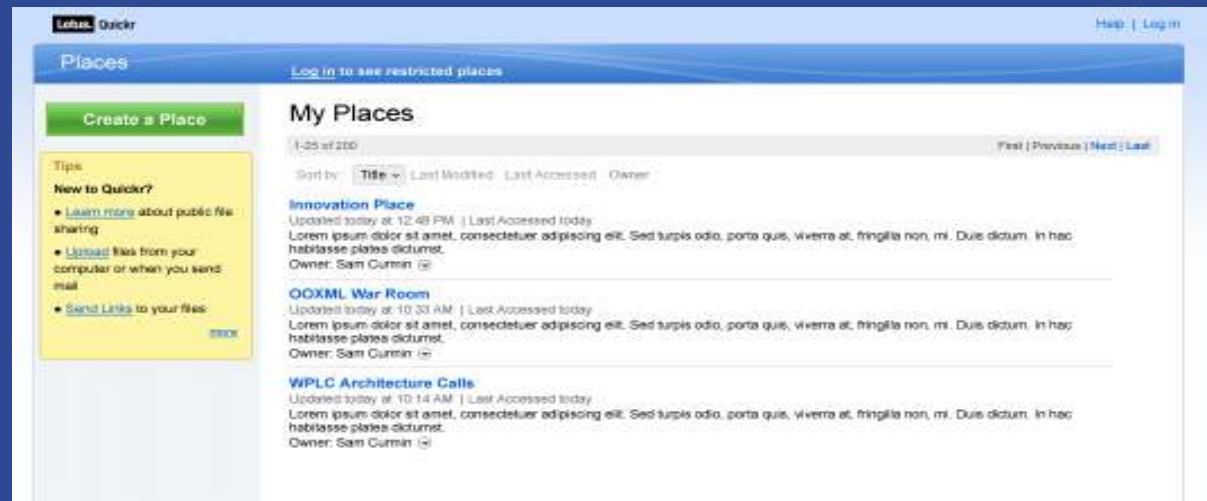 Lotus. Quickr
Help | Log in
Places
Log in to see restricted places
Create a Place
Tips
New to Quickr?
• Learn more about public file
sharing
• Upload files from your
computer or when you send
mail
• Send Links to your files
more
My Places
1-25 of 200
First | Previous | Next | Last
Sort by: Title Last Modified Last Accessed Owner
Innovation Place
Updated today at 12:48 PM | Last Accessed today
Lorem ipsum dolor sit amet, consectetuer adipiscing elit. Sed turpis odio, porta quis, viverra at, fringilla non, mi. Duis dictum. In hac
habitasse platea dictumst.
Owner: Sam Curmin
OOXML War Room
Updated today at 10:33 AM | Last Accessed today
Lorem ipsum dolor sit amet, consectetuer adipiscing elit. Sed turpis odio, porta quis, viverra at, fringilla non, mi. Duis dictum. In hac
habitasse platea dictumst.
Owner: Sam Curmin
WPLC Architecture Calls
Updated today at 10:14 AM | Last Accessed today
Lorem ipsum dolor sit amet, consectetuer adipiscing elit. Sed turpis odio, porta quis, viverra at, fringilla non, mi. Duis dictum. In hac
habitasse platea dictumst.
Owner: Sam Curmin